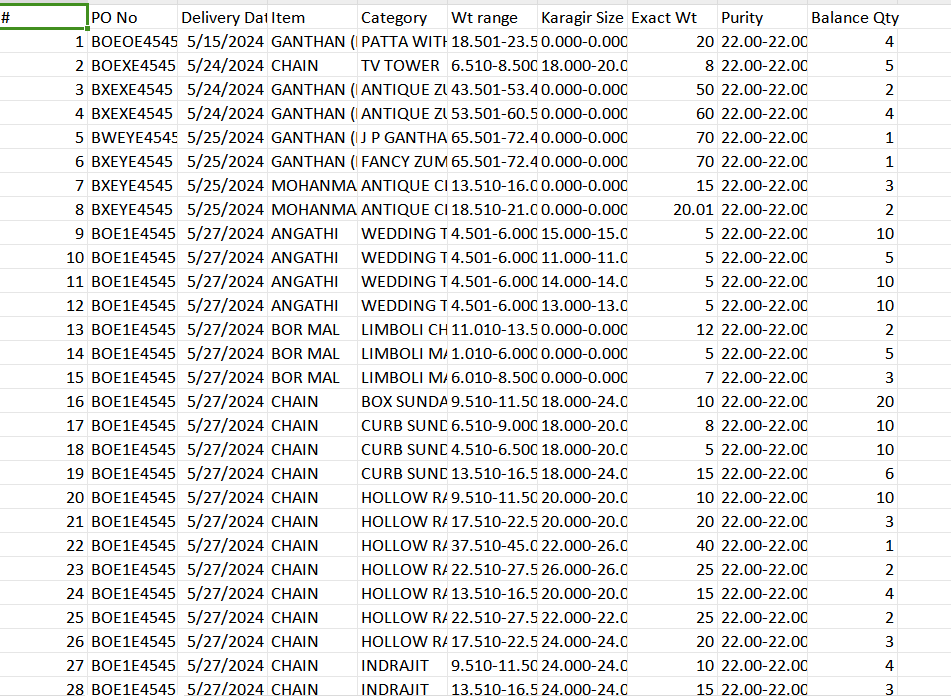 # PO No Delivery Dat Item Category Wt range Karagir Size Exact Wt Purity Balance Qty
1 BOEOE4545 5/15/2024 GANTHAN ( PATTA WITH 18.501-23.5 0.000-0.000 20 22.00-22.00 4
2 BOEXE4545 5/24/2024 CHAIN TV TOWER 6.510-8.500 18.000-20.0 8 22.00-22.00 5
3 BXEXE4545 5/24/2024 GANTHAN ( ANTIQUE ZU 43.501-53.4 0.000-0.000 50 22.00-22.00 2
4 BXEXE4545 5/24/2024 GANTHAN ( ANTIQUE ZU 53.501-60.5 0.000-0.000 60 22.00-22.00 4
5 BWEYE4545 5/25/2024 GANTHAN ( J P GANTHA 65.501-72.4 0.000-0.000 70 22.00-22.00 1
6 BXEYE4545 5/25/2024 GANTHAN ( FANCY ZUM 65.501-72.4 0.000-0.000 70 22.00-22.00 1
7 BXEYE4545 5/25/2024 MOHANMA ANTIQUE CI 13.510-16.0 0.000-0.000 15 22.00-22.00 3
8 BXEYE4545 5/25/2024 MOHANMA ANTIQUE CI 18.510-21.0 0.000-0.000 20.01 22.00-22.00 2
9 BOE1E4545 5/27/2024 ANGATHI WEDDING T 4.501-6.000 15.000-15.0 5 22.00-22.00 10
10 BOE1E4545 5/27/2024 ANGATHI WEDDING T 4.501-6.000 11.000-11.0 5 22.00-22.00 5
11 BOE1E4545 5/27/2024 ANGATHI WEDDING T 4.501-6.000 14.000-14.0 5 22.00-22.00 10
12 BOE1E4545 5/27/2024 ANGATHI WEDDING T 4.501-6.000 13.000-13.0 5 22.00-22.00 10
13 BOE1E4545 5/27/2024 BOR MAL LIMBOLI CH 11.010-13.5 0.000-0.000 12 22.00-22.00 2
14 BOE1E4545 5/27/2024 BOR MAL LIMBOLI MA 1.010-6.000 0.000-0.000 5 22.00-22.00 5
15 BOE1E4545 5/27/2024 BOR MAL LIMBOLI MA 6.010-8.500 0.000-0.000 7 22.00-22.00 3
16 BOE1E4545 5/27/2024 CHAIN BOX SUNDA 9.510-11.50 18.000-24.0 10 22.00-22.00 20
17 BOE1E4545 5/27/2024 CHAIN CURB SUND 6.510-9.000 18.000-20.0 8 22.00-22.00 10
18 BOE1E4545 5/27/2024 CHAIN CURB SUND 4.510-6.500 18.000-20.0 5 22.00-22.00 10
19 BOE1E4545 5/27/2024 CHAIN CURB SUND 13.510-16.5 18.000-24.0 15 22.00-22.00 6
20 BOE1E4545 5/27/2024 CHAIN HOLLOW RA 9.510-11.50 20.000-20.0 10 22.00-22.00 10
21 BOE1E4545 5/27/2024 CHAIN HOLLOW RA 17.510-22.5 20.000-20.0 20 22.00-22.00 3
22 BOE1E4545 5/27/2024 CHAIN HOLLOW RA 37.510-45.0 22.000-26.0 40 22.00-22.00 1
23 BOE1E4545 5/27/2024 CHAIN HOLLOW RA 22.510-27.5 26.000-26.0 25 22.00-22.00 2
24 BOE1E4545 5/27/2024 CHAIN HOLLOW RA 13.510-16.5 20.000-20.0 15 22.00-22.00 4
25 BOE1E4545 5/27/2024 CHAIN HOLLOW RA 22.510-27.5 22.000-22.0 25 22.00-22.00 2
26 BOE1E4545 5/27/2024 CHAIN HOLLOW RA 17.510-22.5 24.000-24.0 20 22.00-22.00 3
27 BOE1E4545 5/27/2024 CHAIN INDRAJIT 9.510-11.50 24.000-24.0 10 22.00-22.00 4
28 BOE1E4545 5/27/2024 CHAIN INDRAJIT 13.510-16.5 24.000-24.0 15 22.00-22.00 3